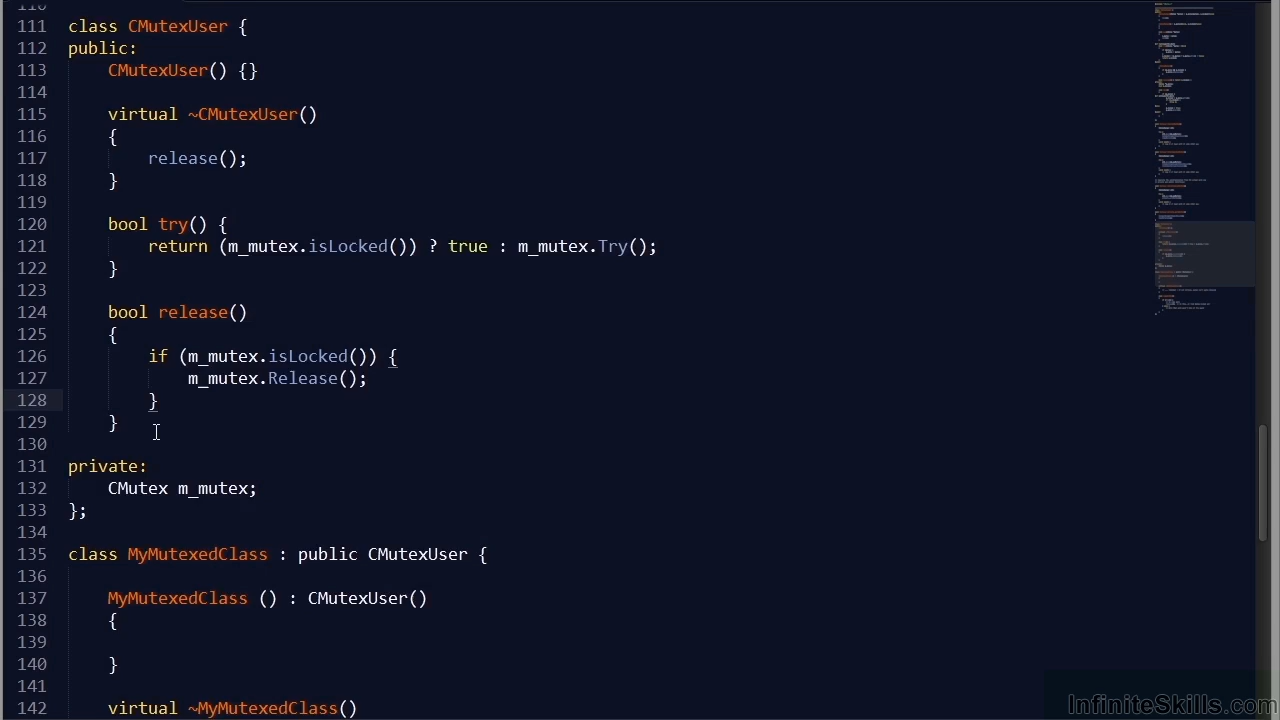 110
111 class CMutexUser {
112 public:
113     CMutexUser() {}
114
115     virtual ~CMutexUser()
116     {
117         release();
118     }
119
120     bool try() {
121         return (m_mutex.isLocked()) ? true : m_mutex.Try();
122     }
123
124     bool release()
125     {
126         if (m_mutex.isLocked()) {
127             m_mutex.Release();
128         }
129     }
130
131 private:
132     CMutex m_mutex;
133 };
134
135 class MyMutexedClass : public CMutexUser {
136
137     MyMutexedClass () : CMutexUser()
138     {
139
140     }
141
142     virtual ~MyMutexedClass()
InfiniteSkills.com